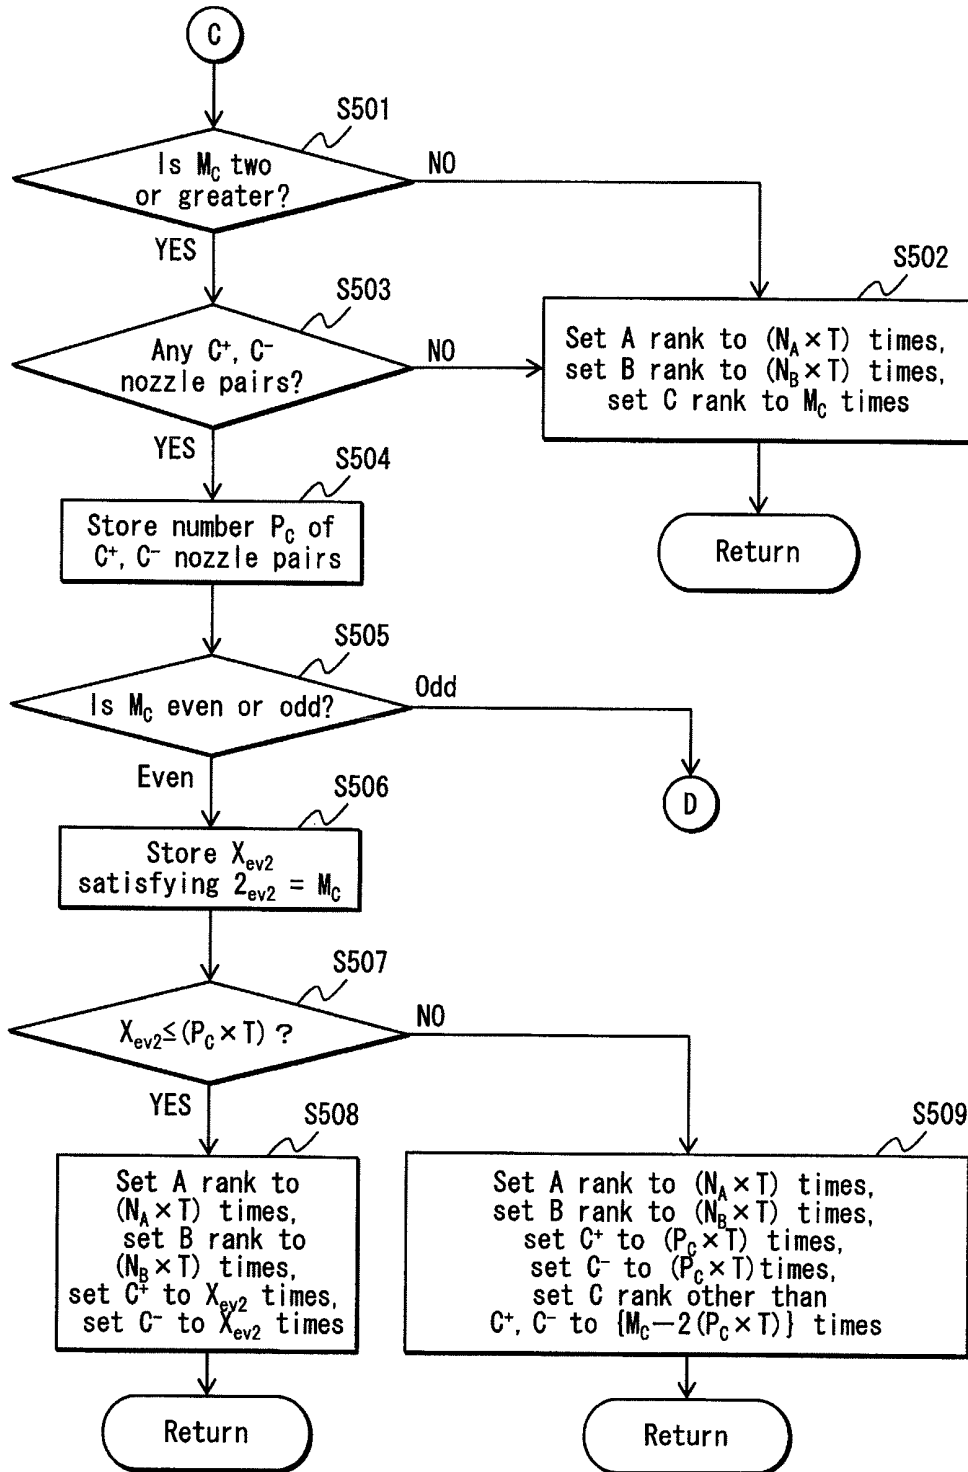 C
S501
Is M_C two
or greater?
NO
YES
S502
Set A rank to (N_A × T) times,
set B rank to (N_B × T) times,
set C rank to M_C times
Return
S503
Any C⁺, C⁻
nozzle pairs?
NO
YES
S504
Store number P_C of
C⁺, C⁻ nozzle pairs
S505
Is M_C even or odd?
Odd
D
Even
S506
Store X_ev2
satisfying 2_ev2 = M_C
S507
X_ev2 ≦ (P_C × T) ?
NO
YES
S508
Set A rank to
(N_A × T) times,
set B rank to
(N_B × T) times,
set C⁺ to X_ev2 times,
set C⁻ to X_ev2 times
Return
S509
Set A rank to (N_A × T) times,
set B rank to (N_B × T) times,
set C⁺ to (P_C × T) times,
set C⁻ to (P_C × T) times,
set C rank other than
C⁺, C⁻ to {M_C − 2(P_C × T)} times
Return